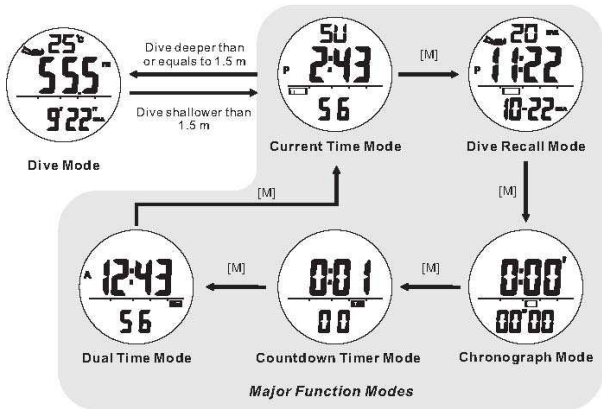 25°c
55.5 m
9'22"
Dive Mode
Dive deeper than
or equals to 1.5 m
Dive shallower than
1.5 m
SU
P 2:43
56
Current Time Mode
[M]
20
P 11:22
10-22
Dive Recall Mode
[M]
0:00'
00"00
Chronograph Mode
[M]
0:01
00
Countdown Timer Mode
[M]
A 12:43
56
Dual Time Mode
[M]
Major Function Modes